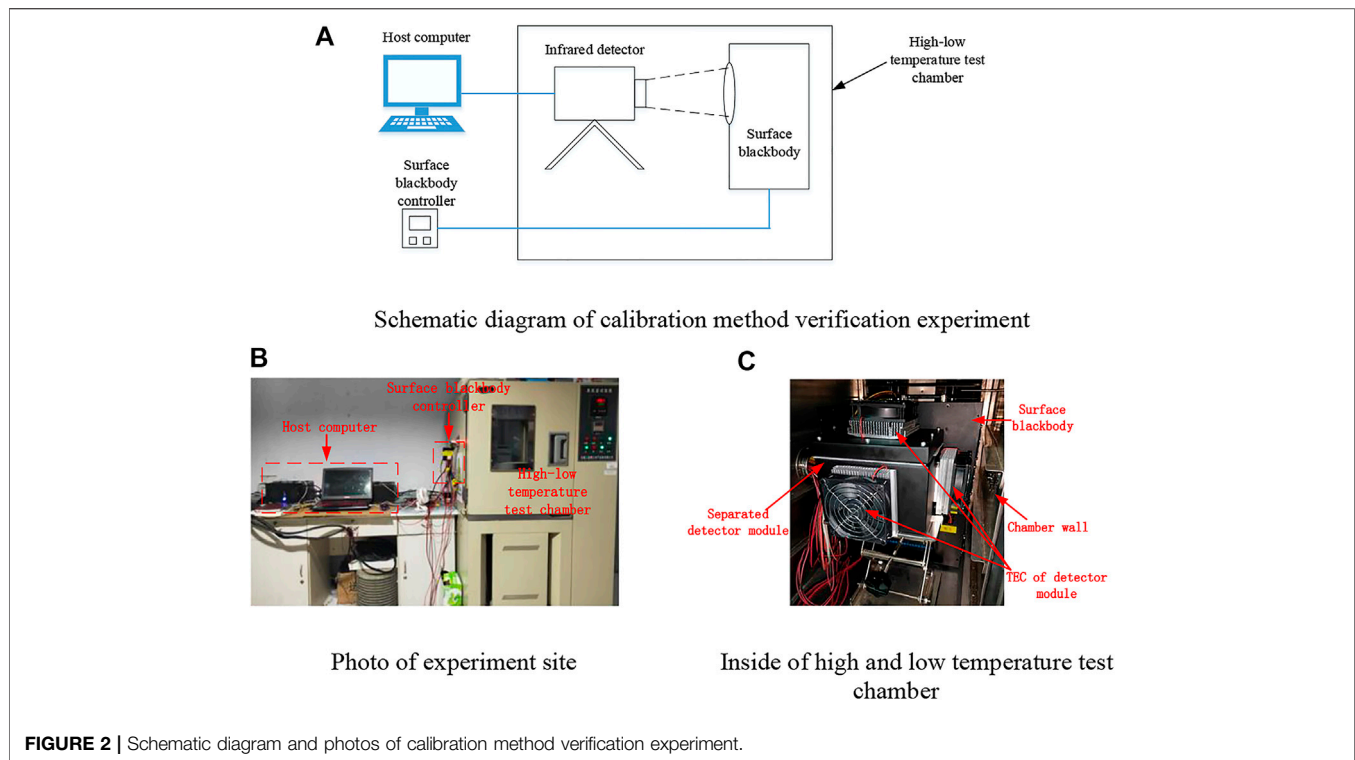 A
Host computer
Infrared detector
High-low
temperature test
chamber
Surface
blackbody
Surface
blackbody
controller
Schematic diagram of calibration method verification experiment
B
Surface blackbody
controller
Host computer
High-low
temperature
test chamber
Photo of experiment site
C
Surface
blackbody
Separated
detector module
Chamber wall
TEC of detector
module
Inside of high and low temperature test
chamber
FIGURE 2 | Schematic diagram and photos of calibration method verification experiment.